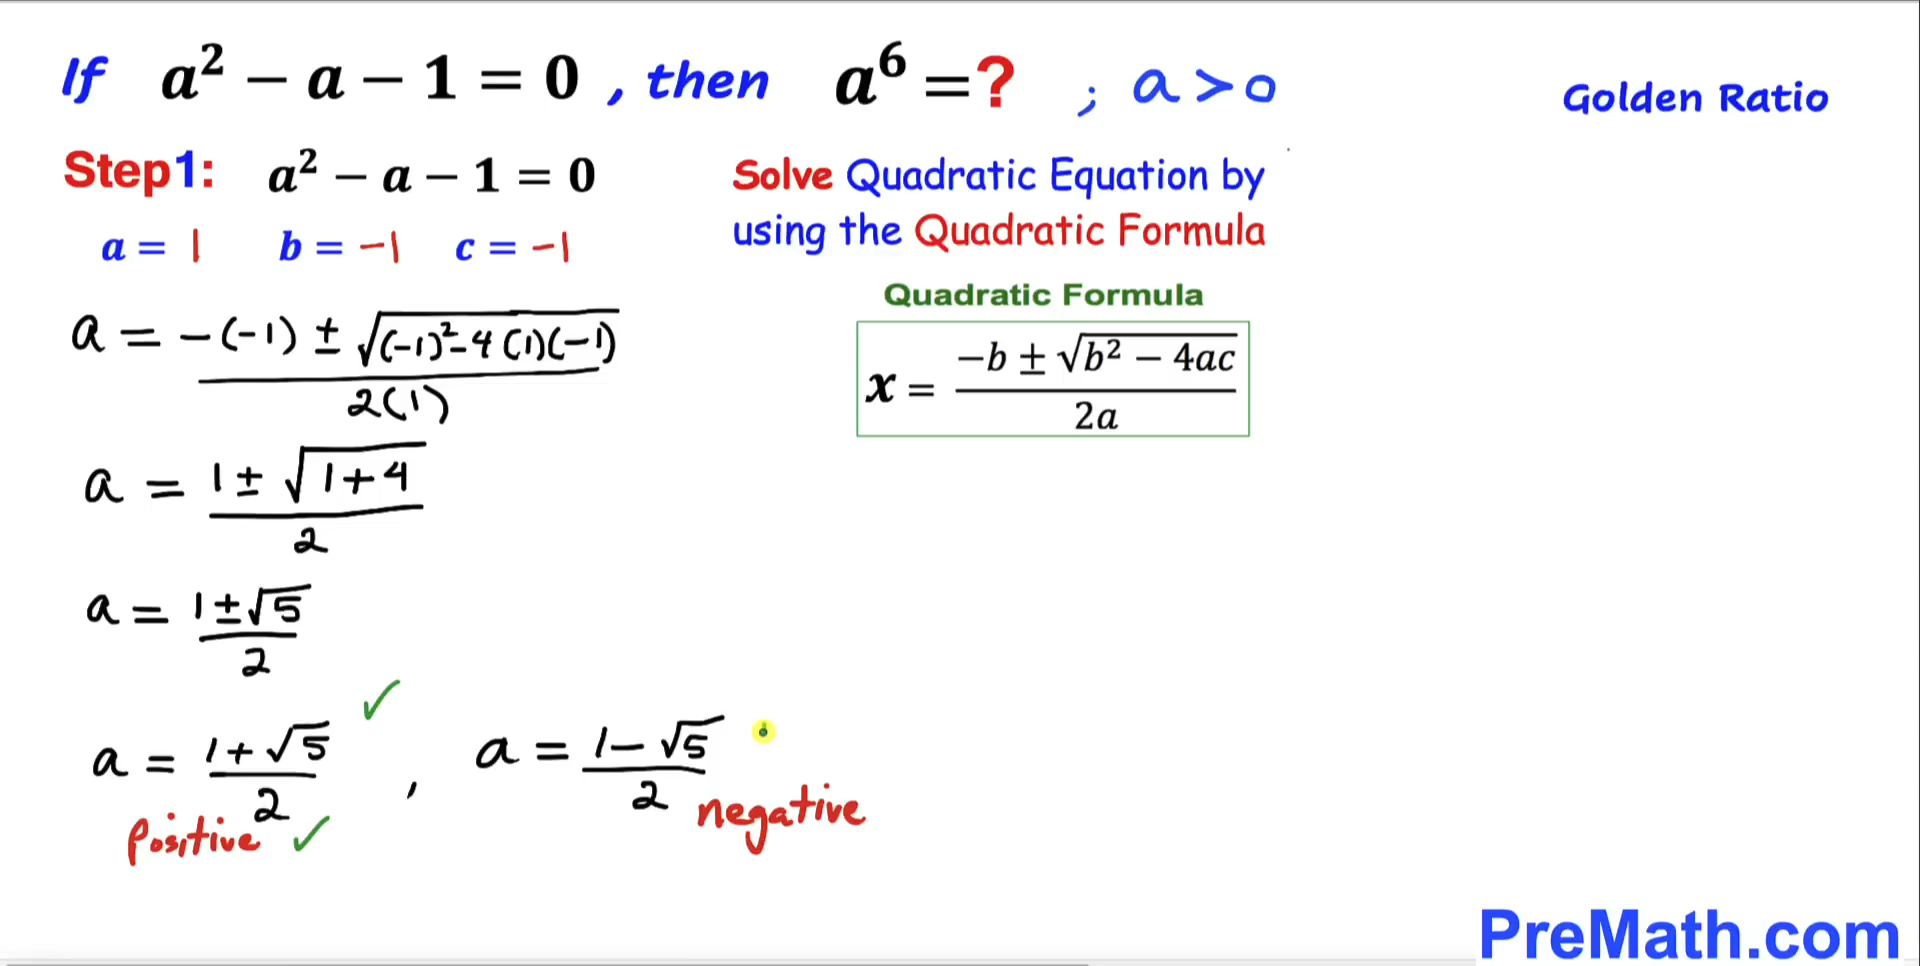 If a² − a − 1 = 0 , then a⁶ =? ; a > 0
Golden Ratio
Step1: a² − a − 1 = 0
a = 1 b = −1 c = −1
Solve Quadratic Equation by
using the Quadratic Formula
Quadratic Formula
x = (−b ± √(b² − 4ac)) / 2a
a = (−(−1) ± √((−1)² − 4(1)(−1))) / 2(1)
a = (1 ± √(1+4)) / 2
a = (1 ± √5) / 2
a = (1 + √5) / 2 ✓ , a = (1 − √5) / 2
positive ✓ negative
PreMath.com